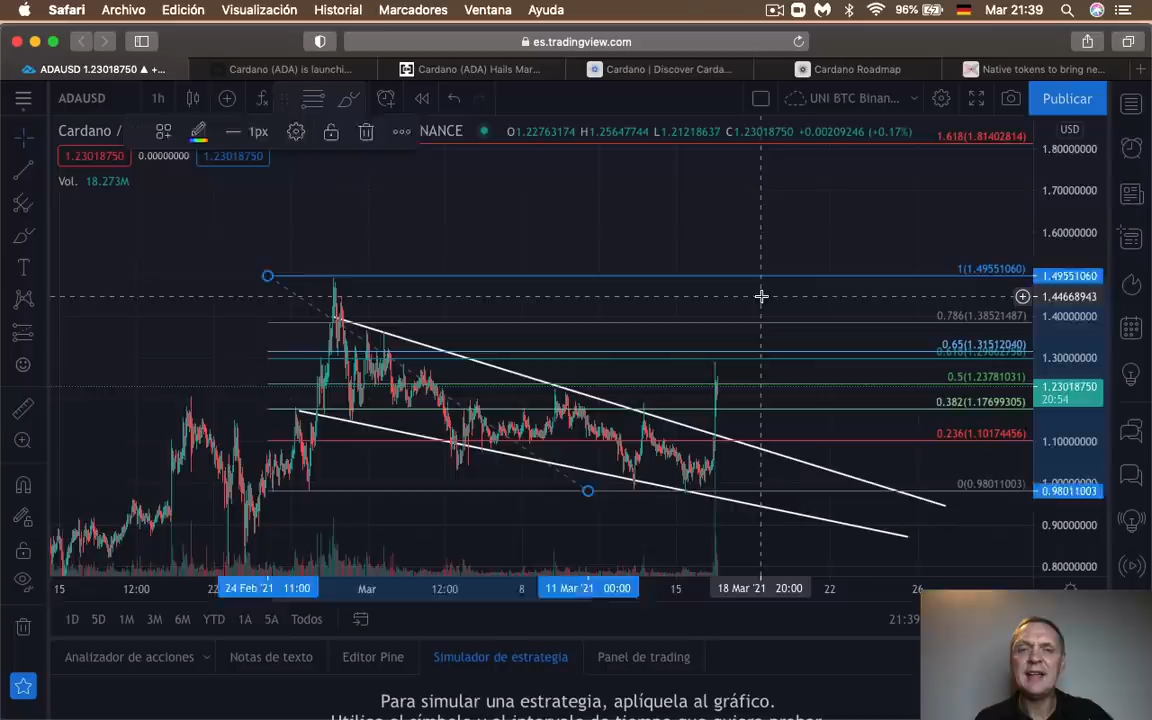 Safari Archivo Edición Visualización Historial Marcadores Ventana Ayuda 96% Mar 21:39
es.tradingview.com
ADAUSD 1.23018750 ▲ +... Cardano (ADA) is launchi... Cardano (ADA) Hails Mar... Cardano | Discover Carda... Cardano Roadmap Native tokens to bring ne...
ADAUSD 1h UNI BTC Binan... Publicar
Cardano / 1px NANCE O1.22763174 H1.25647744 L1.21218637 C1.23018750 +0.00209246 (+0.17%) USD
1.618(1.81402814)
1.80000000
1.23018750 0.00000000 1.23018750
Vol. 18.273M
1.70000000
1.60000000
1(1.49551060) 1.49551060
1.44668943
0.786(1.38521487) 1.40000000
0.65(1.31512040)
1.30000000
0.5(1.23781031) 1.23018750
20:54
0.382(1.17699305)
0.236(1.10174456) 1.10000000
0(0.98011003) 0.98011003
0.90000000
0.80000000
15 12:00 22 24 Feb '21 11:00 Mar 12:00 8 11 Mar '21 00:00 15 18 Mar '21 20:00 22 26
1D 5D 1M 3M 6M YTD 1A 5A Todos 21:39
Analizador de acciones Notas de texto Editor Pine Simulador de estrategia Panel de trading
Para simular una estrategia, aplíquela al gráfico.